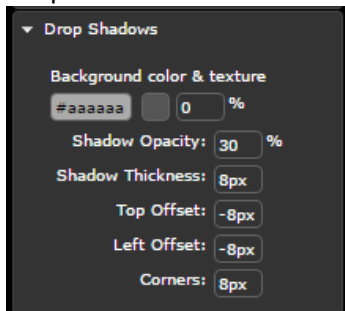 Drop Shadows
Background color & texture
#aaaaaa 0 %
Shadow Opacity: 30 %
Shadow Thickness: 8px
Top Offset: -8px
Left Offset: -8px
Corners: 8px